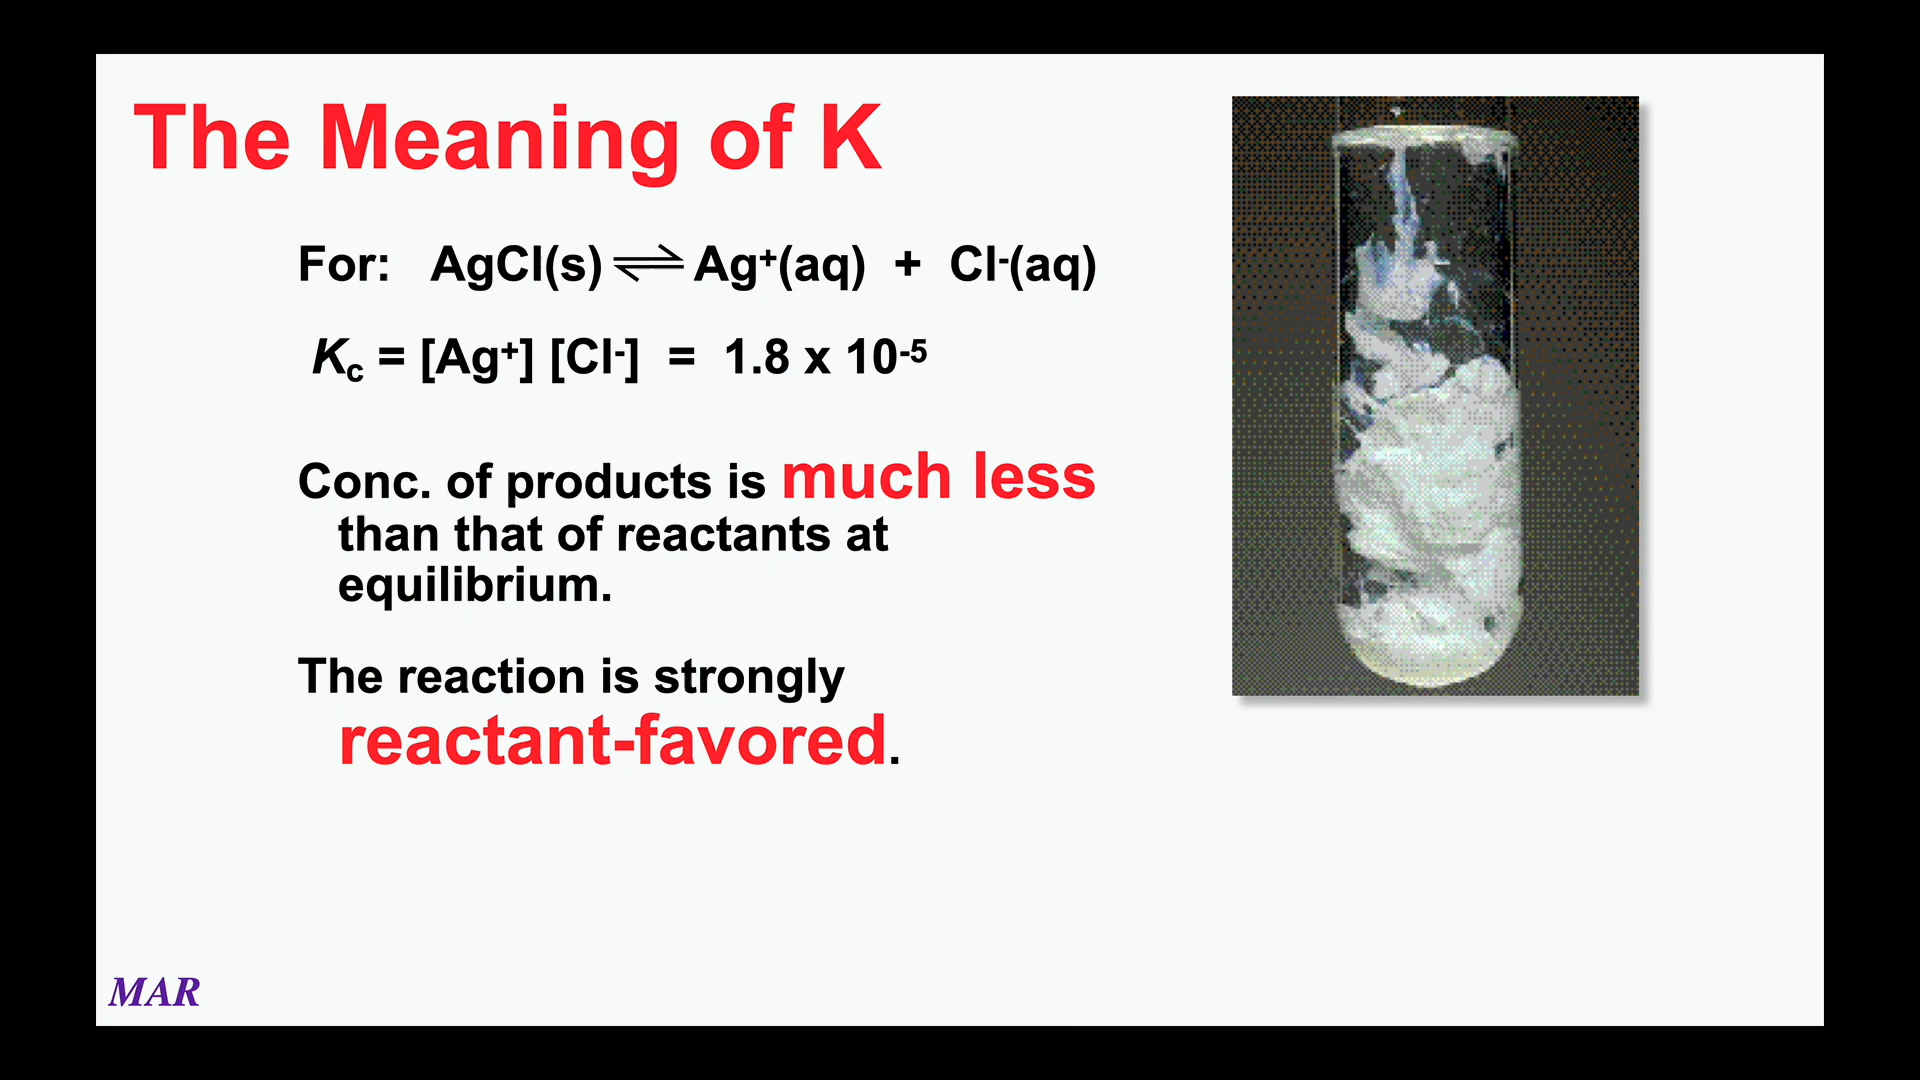 The Meaning of K
For: AgCl(s) ⇌ Ag⁺(aq) + Cl⁻(aq)
Kc = [Ag⁺] [Cl⁻] = 1.8 x 10⁻⁵
Conc. of products is much less
than that of reactants at
equilibrium.
The reaction is strongly
reactant-favored.
MAR